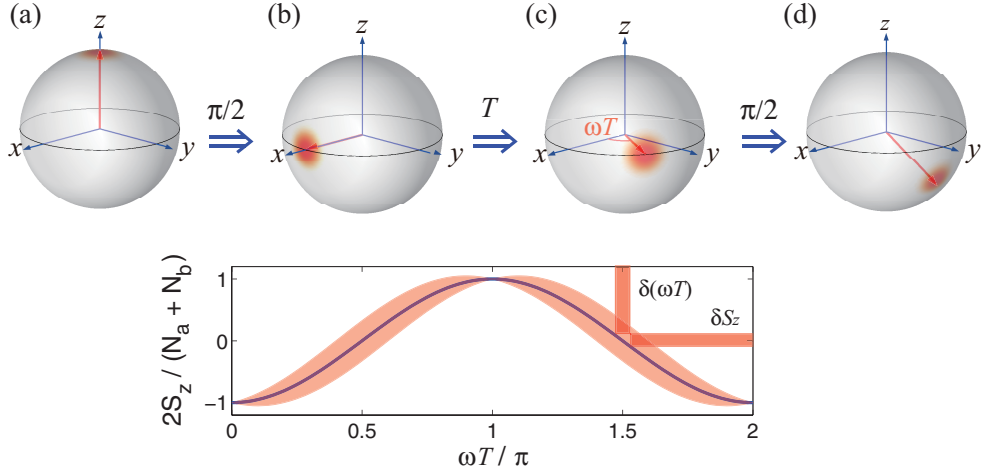 (a) (b) (c) (d)
z z z z
π/2 T π/2
ωT
x y x y x y x y
2S_z / (N_a + N_b)
1
0
−1
δ(ωT)
δS_z
0 0.5 1 1.5 2
ωT / π